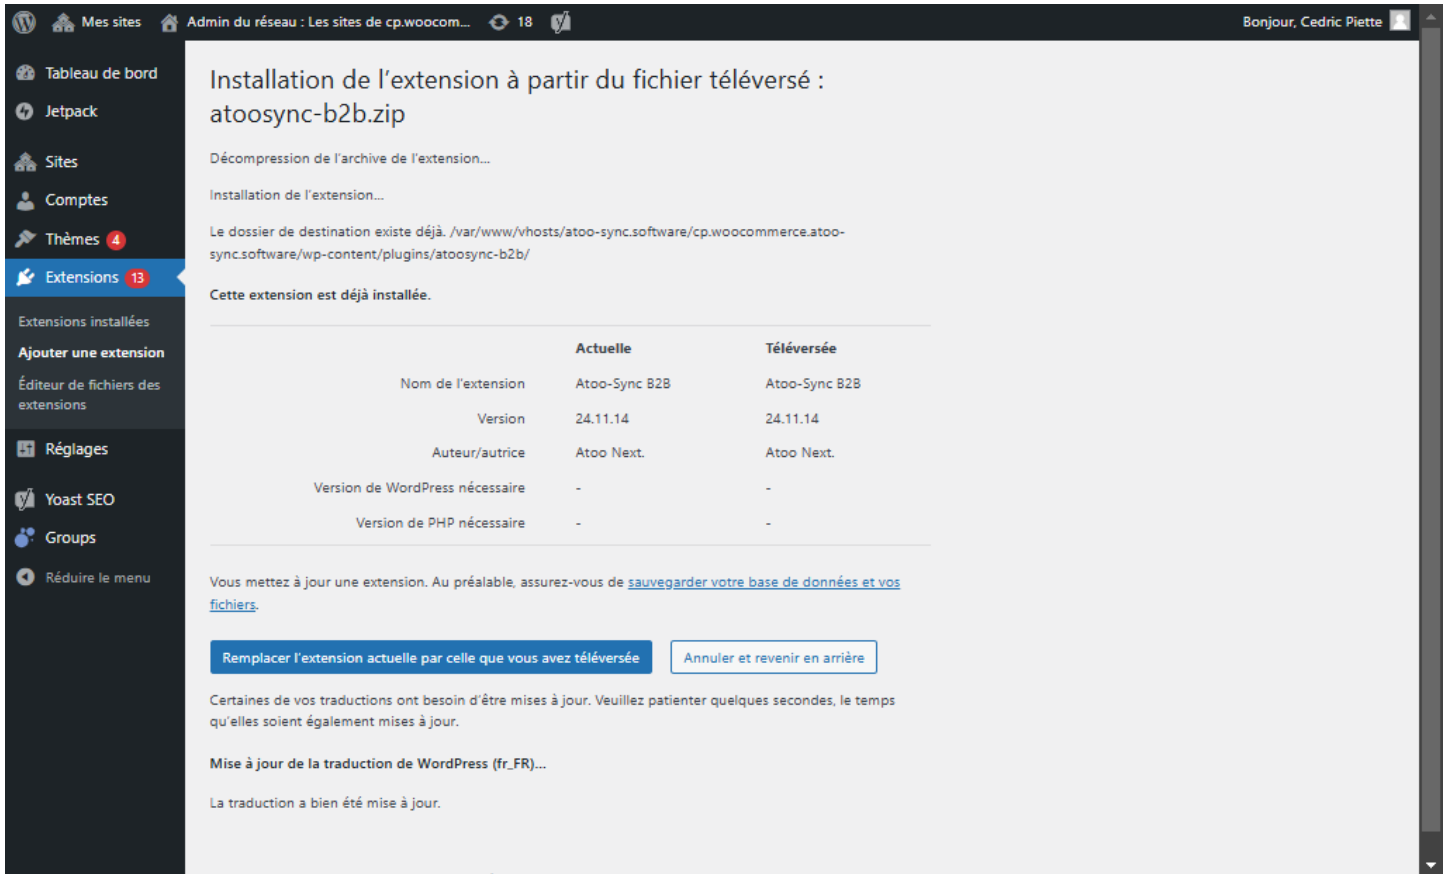 Mes sites
Admin du réseau : Les sites de cp.woocom...
18
Bonjour, Cedric Piette
Tableau de bord
Jetpack
Sites
Comptes
Thèmes 4
Extensions 13
Extensions installées
Ajouter une extension
Éditeur de fichiers des
extensions
Réglages
Yoast SEO
Groups
Réduire le menu
Installation de l'extension à partir du fichier téléversé :
atoosync-b2b.zip
Décompression de l'archive de l'extension...
Installation de l'extension...
Le dossier de destination existe déjà. /var/www/vhosts/atoo-sync.software/cp.woocommerce.atoo-
sync.software/wp-content/plugins/atoosync-b2b/
Cette extension est déjà installée.
Actuelle Téléversée
Nom de l'extension Atoo-Sync B2B Atoo-Sync B2B
Version 24.11.14 24.11.14
Auteur/autrice Atoo Next. Atoo Next.
Version de WordPress nécessaire - -
Version de PHP nécessaire - -
Vous mettez à jour une extension. Au préalable, assurez-vous de sauvegarder votre base de données et vos
fichiers.
Remplacer l'extension actuelle par celle que vous avez téléversée
Annuler et revenir en arrière
Certaines de vos traductions ont besoin d'être mises à jour. Veuillez patienter quelques secondes, le temps
qu'elles soient également mises à jour.
Mise à jour de la traduction de WordPress (fr_FR)...
La traduction a bien été mise à jour.